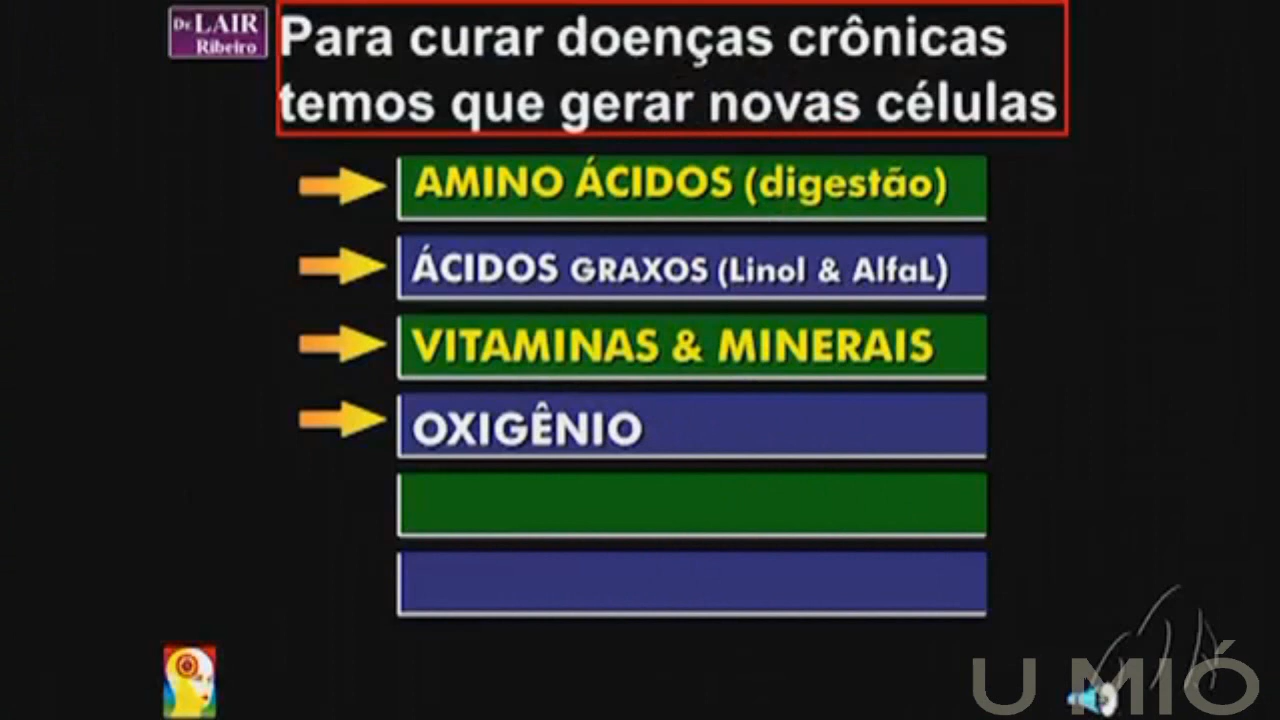 Dr. LAIR
Ribeiro
Para curar doenças crônicas
temos que gerar novas células
AMINO ÁCIDOS (digestão)
ÁCIDOS GRAXOS (Linol & AlfaL)
VITAMINAS & MINERAIS
OXIGÊNIO
U MIÓ